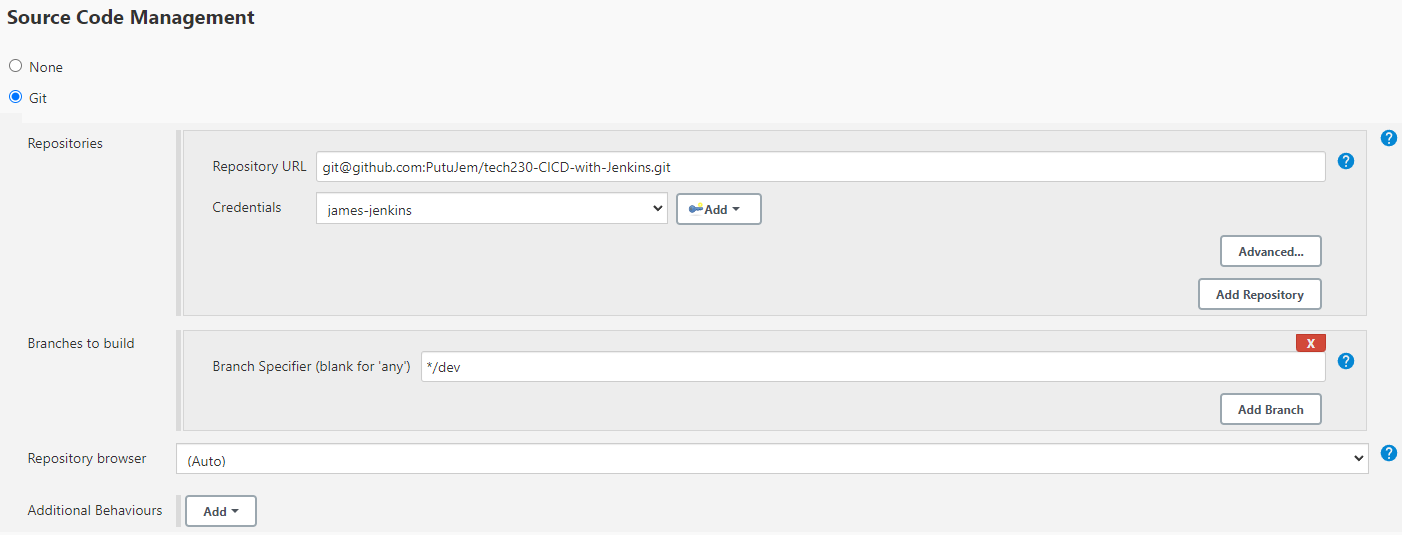 Source Code Management
None
Git
Repositories
?
Repository URL git@github.com:PutuJem/tech230-CICD-with-Jenkins.git ?
Credentials james-jenkins Add
Advanced...
Add Repository
Branches to build
X
Branch Specifier (blank for 'any') */dev ?
Add Branch
Repository browser (Auto) ?
Additional Behaviours Add